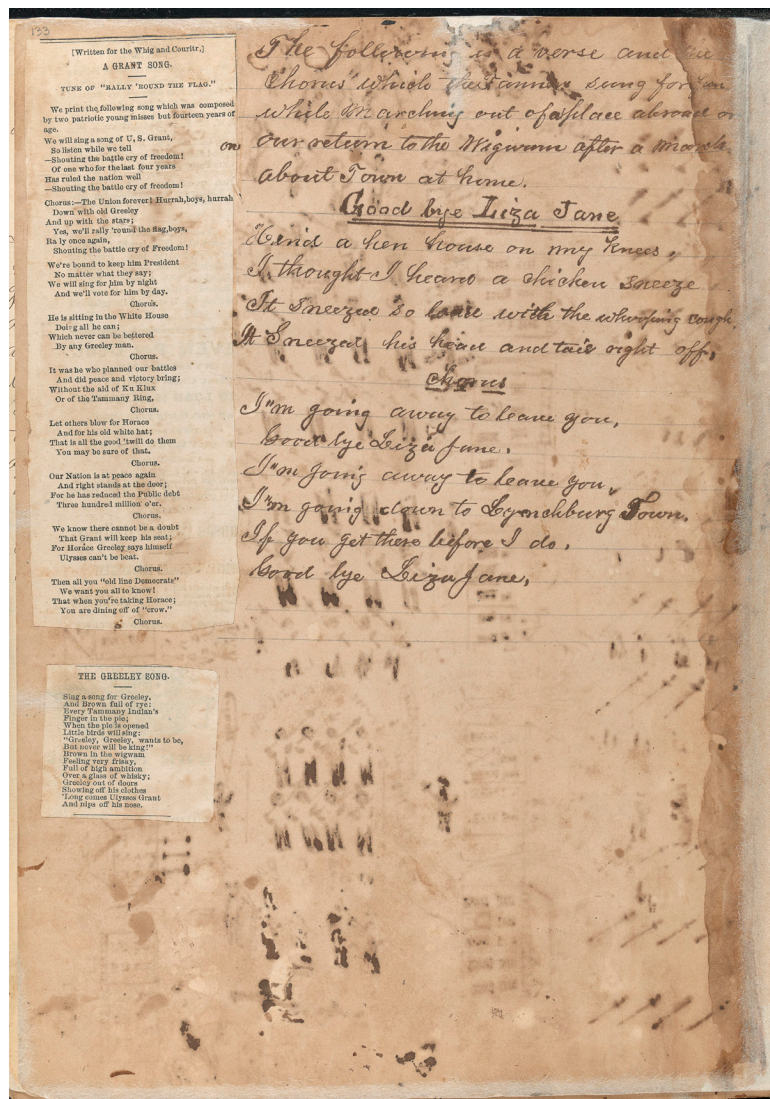 133
[Written for the Whig and Couritr.]
A GRANT SONG.
TUNE OF "RALLY 'ROUND THE FLAG."
We print the following song which was composed
by two patriotic young misses but fourteen years of
age.
We will sing a song of U. S. Grant,
So listen while we tell
—Shouting the battle cry of freedom!
Of one who for the last four years
Has ruled the nation well
—Shouting the battle cry of freedom!
Chorus:—The Union forever! Hurrah, boys, hurrah
Down with old Greeley
And up with the stars;
Yes, we'll rally 'round the flag, boys,
Ra ly once again,
Shouting the battle cry of Freedom!
We're bound to keep him President
No matter what they say;
We will sing for him by night
And we'll vote for him by day.
Chorus.
He is sitting in the White House
Doing all he can;
Which never can be bettered
By any Greeley man.
Chorus.
It was he who planned our battles
And did peace and victory bring;
Without the aid of Ku Klux
Or of the Tammany Ring,
Chorus.
Let others blow for Horace
And for his old white hat;
That is all the good 'twill do them
You may be sure of that.
Chorus.
Our Nation is at peace again
And right stands at the door;
For he has reduced the Public debt
Three hundred million o'er.
Chorus.
We know there cannot be a doubt
That Grant will keep his seat;
For Horace Greeley says himself
Ulysses can't be beat.
Chorus.
Then all you "old line Democrats"
We want you all to know!
That when you're taking Horace;
You are dining off of "crow."
Chorus.
THE GREELEY SONG.
Sing a song for Greeley,
And Brown full of rye;
Every Tammany Indian's
Finger in the pie;
When the pie is opened
Little birds will sing:
"Greeley, Greeley, wants to be,
But never will be king!"
Brown in the wigwam
Feeling very frisky,
Full of high ambition
Over a glass of whisky;
Greeley out of doors
Showing off his clothes
'Long comes Ulysses Grant
And nips off his nose.
The following is a verse and
Chorus which the Tanners sung for fun
while Marching out of a place abroad or
on our return to the Wigwam after a March
about Town at home.
Good bye Liza Jane
Behind a hen house on my knees,
I thought I heard a chicken sneeze
It sneezed so loud with the whooping cough
It Sneezed his head and tail right off.
Chorus
I"m going away to leave you,
Good bye Liza Jane.
I"m going away to leave you,
I"m going down to Lynchburg Town.
If you get there before I do.
Good bye Liza Jane,